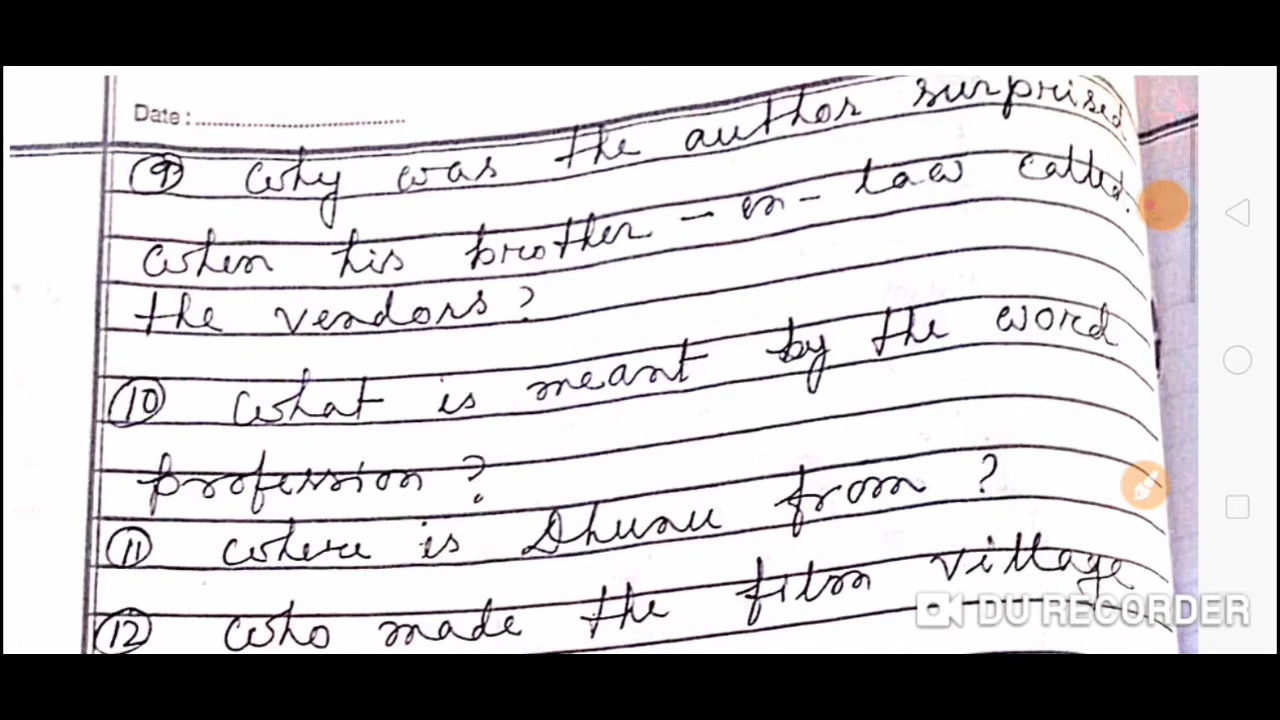 Date :
9 Why was the author surprised
when his brother - in - law called
the vendors?
10 What is meant by the word
profession?
11 where is Dhunu from?
12 who made the film village
DU RECORDER